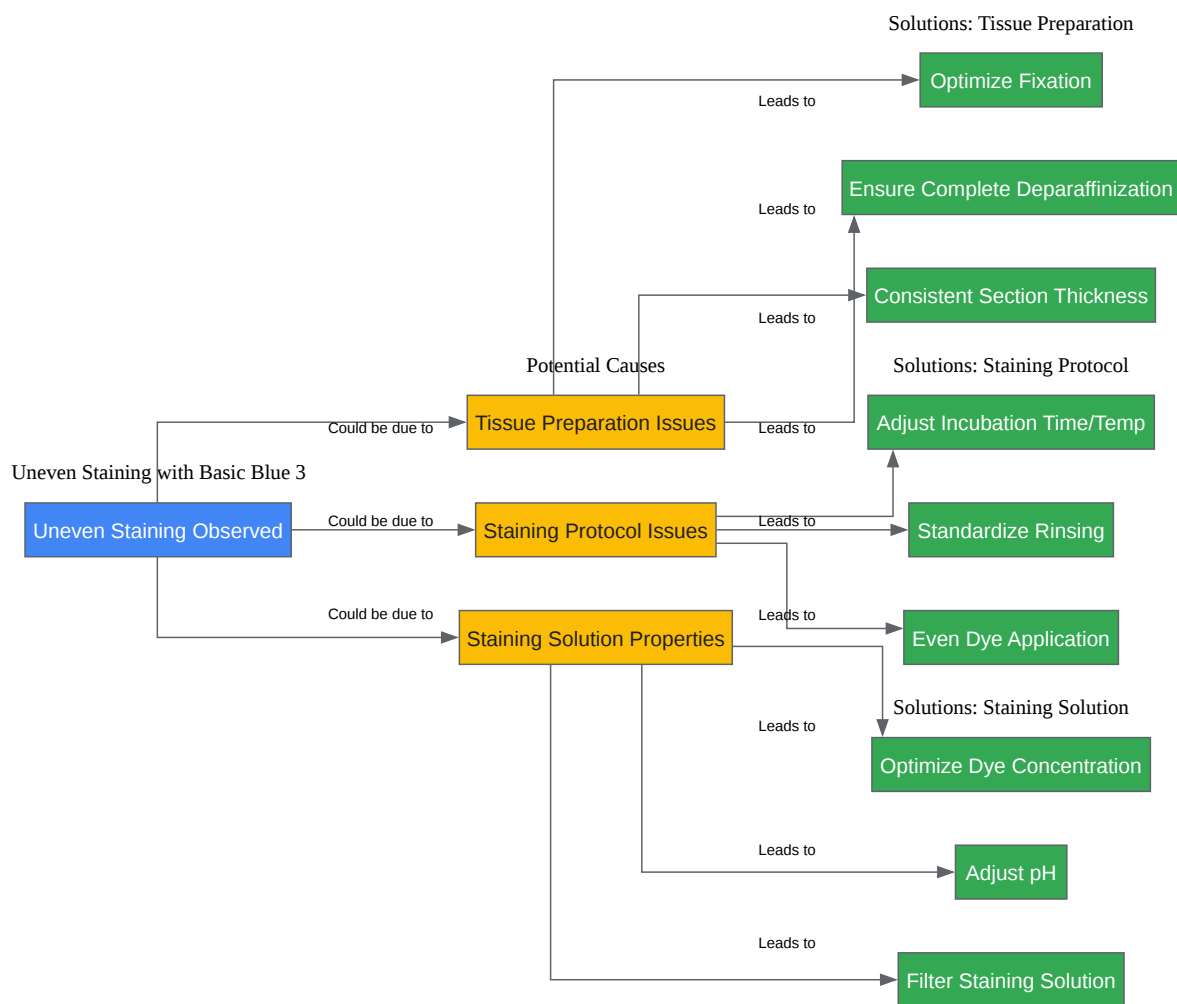 Solutions: Tissue Preparation
Optimize Fixation
Leads to
Ensure Complete Deparaffinization
Leads to
Consistent Section Thickness
Leads to
Potential Causes
Solutions: Staining Protocol
Tissue Preparation Issues
Could be due to
Leads to
Adjust Incubation Time/Temp
Uneven Staining with Basic Blue 3
Uneven Staining Observed
Could be due to
Staining Protocol Issues
Leads to
Standardize Rinsing
Could be due to
Leads to
Staining Solution Properties
Even Dye Application
Solutions: Staining Solution
Leads to
Optimize Dye Concentration
Leads to
Adjust pH
Leads to
Filter Staining Solution